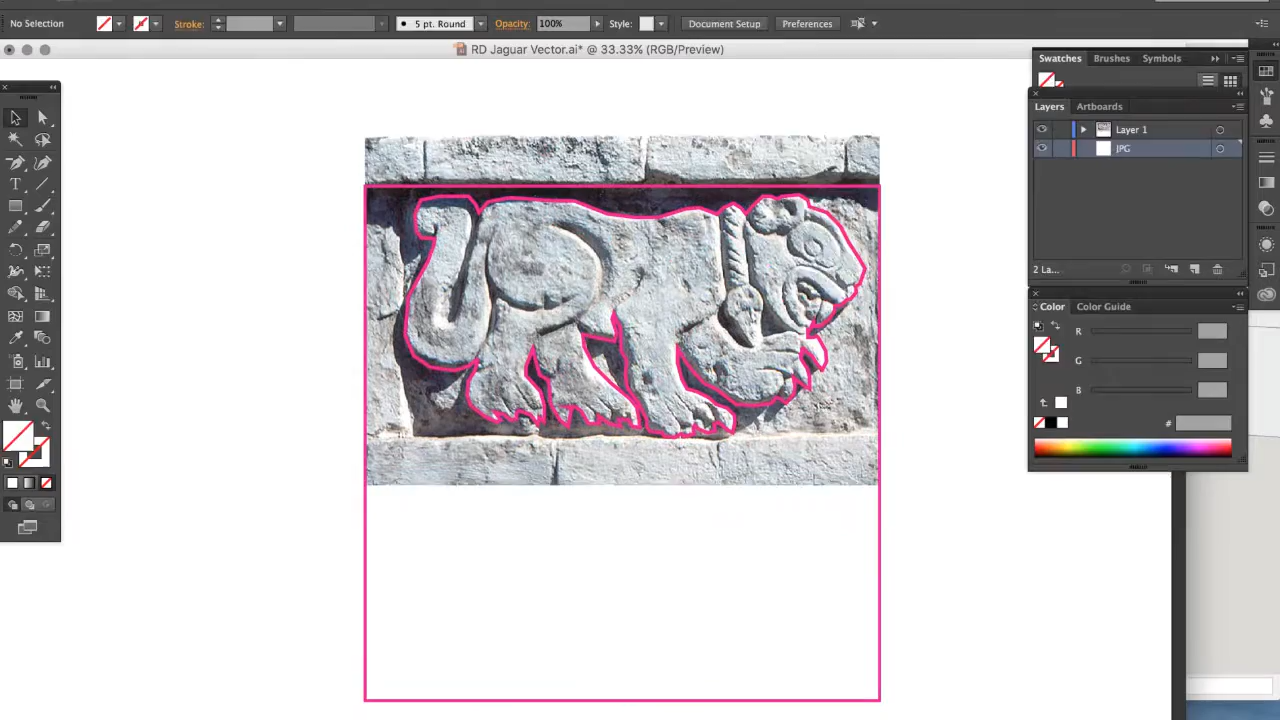 No Selection Stroke: 5 pt. Round Opacity: 100% Style: Document Setup Preferences
RD Jaguar Vector.ai* @ 33.33% (RGB/Preview)
Swatches Brushes Symbols
Layers Artboards
Layer 1
JPG
2 La...
Color Color Guide
R
G
B
#